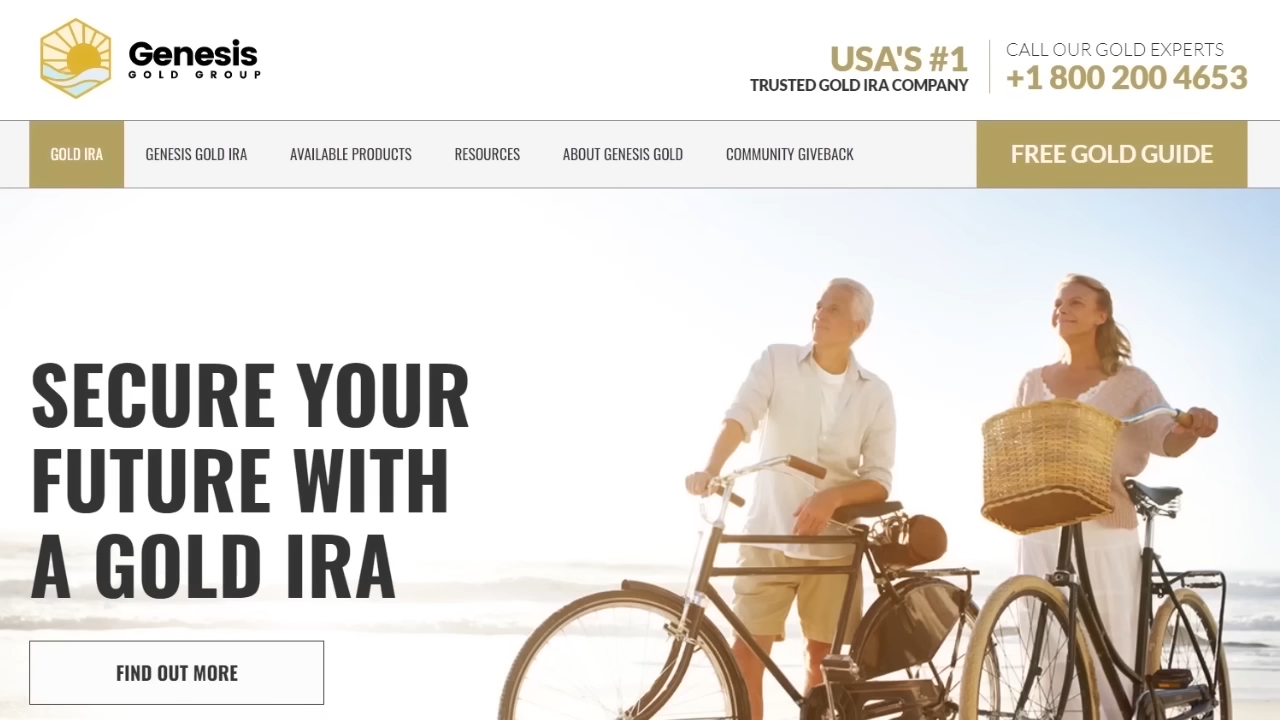 Genesis
GOLD GROUP
USA'S #1
TRUSTED GOLD IRA COMPANY
CALL OUR GOLD EXPERTS
+1 800 200 4653
GOLD IRA
GENESIS GOLD IRA
AVAILABLE PRODUCTS
RESOURCES
ABOUT GENESIS GOLD
COMMUNITY GIVEBACK
FREE GOLD GUIDE
SECURE YOUR
FUTURE WITH
A GOLD IRA
FIND OUT MORE